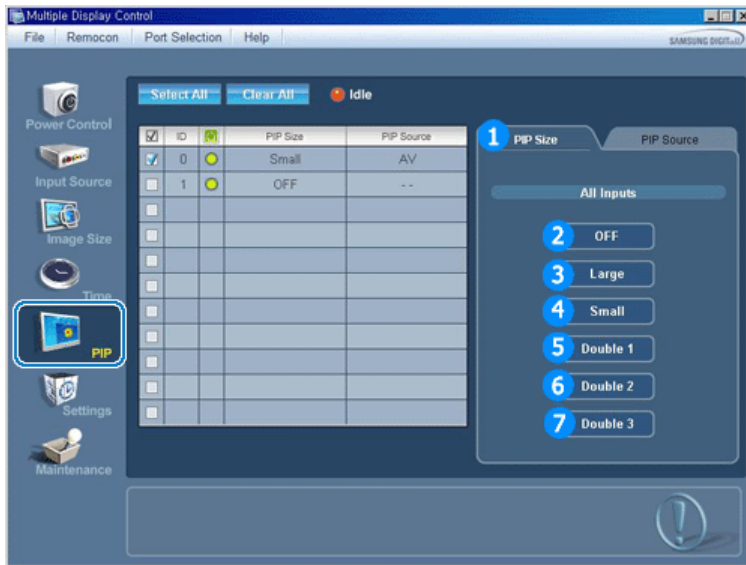 Multiple Display Control
File Remocon Port Selection Help
SAMSUNG DIGITall
Select All Clear All Idle
Power Control
Input Source
Image Size
Time
PIP
Settings
Maintenance
ID PIP Size PIP Source
0 Small AV
1 OFF - -
1 PIP Size PIP Source
All Inputs
2 OFF
3 Large
4 Small
5 Double 1
6 Double 2
7 Double 3